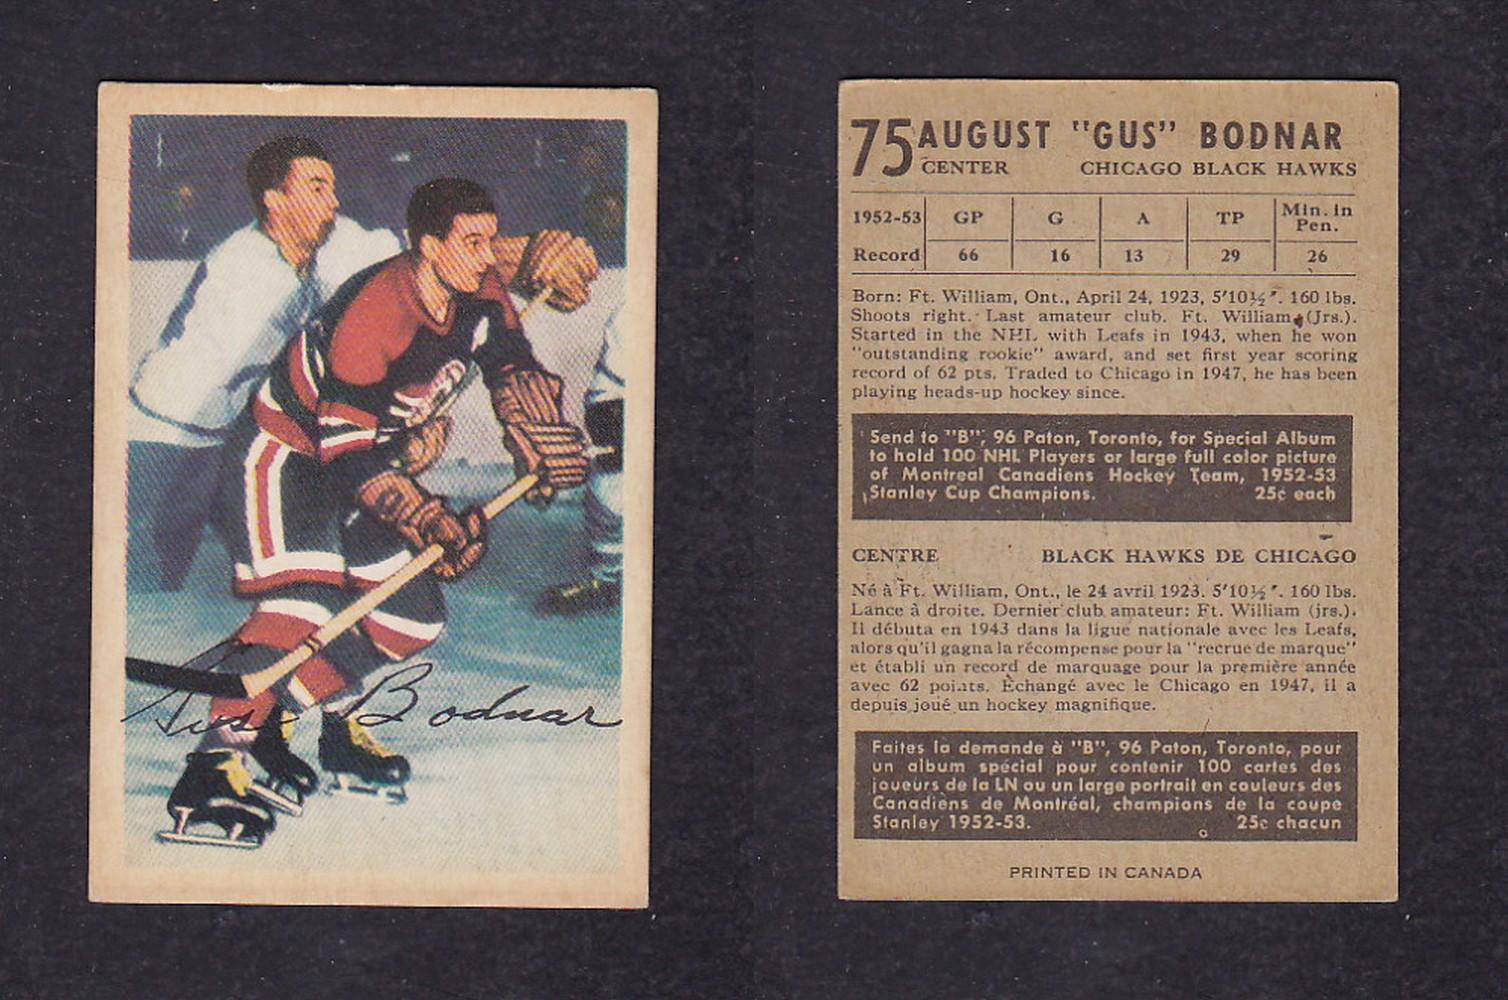 Gus Bodnar
75 AUGUST "GUS" BODNAR
CENTER CHICAGO BLACK HAWKS
1952-53 GP G A TP Min. in Pen.
Record 66 16 13 29 26
Born: Ft. William, Ont., April 24, 1923, 5'10½". 160 lbs.
Shoots right. Last amateur club. Ft. William (Jrs.).
Started in the NHL with Leafs in 1943, when he won
"outstanding rookie" award, and set first year scoring
record of 62 pts. Traded to Chicago in 1947, he has been
playing heads-up hockey since.
Send to "B", 96 Paton, Toronto, for Special Album
to hold 100 NHL Players or large full color picture
of Montreal Canadiens Hockey Team, 1952-53
Stanley Cup Champions. 25¢ each
CENTRE BLACK HAWKS DE CHICAGO
Né à Ft. William, Ont., le 24 avril 1923. 5'10½". 160 lbs.
Lance à droite. Dernier club amateur: Ft. William (jrs.).
Il débuta en 1943 dans la ligue nationale avec les Leafs,
alors qu'il gagna la récompense pour la "recrue de marque"
et établi un record de marquage pour la première année
avec 62 points. Échangé avec le Chicago en 1947, il a
depuis joué un hockey magnifique.
Faites la demande à "B", 96 Paton, Toronto, pour
un album spécial pour contenir 100 cartes des
joueurs de la LN ou un large portrait en couleurs des
Canadiens de Montréal, champions de la coupe
Stanley 1952-53. 25c chacun
PRINTED IN CANADA